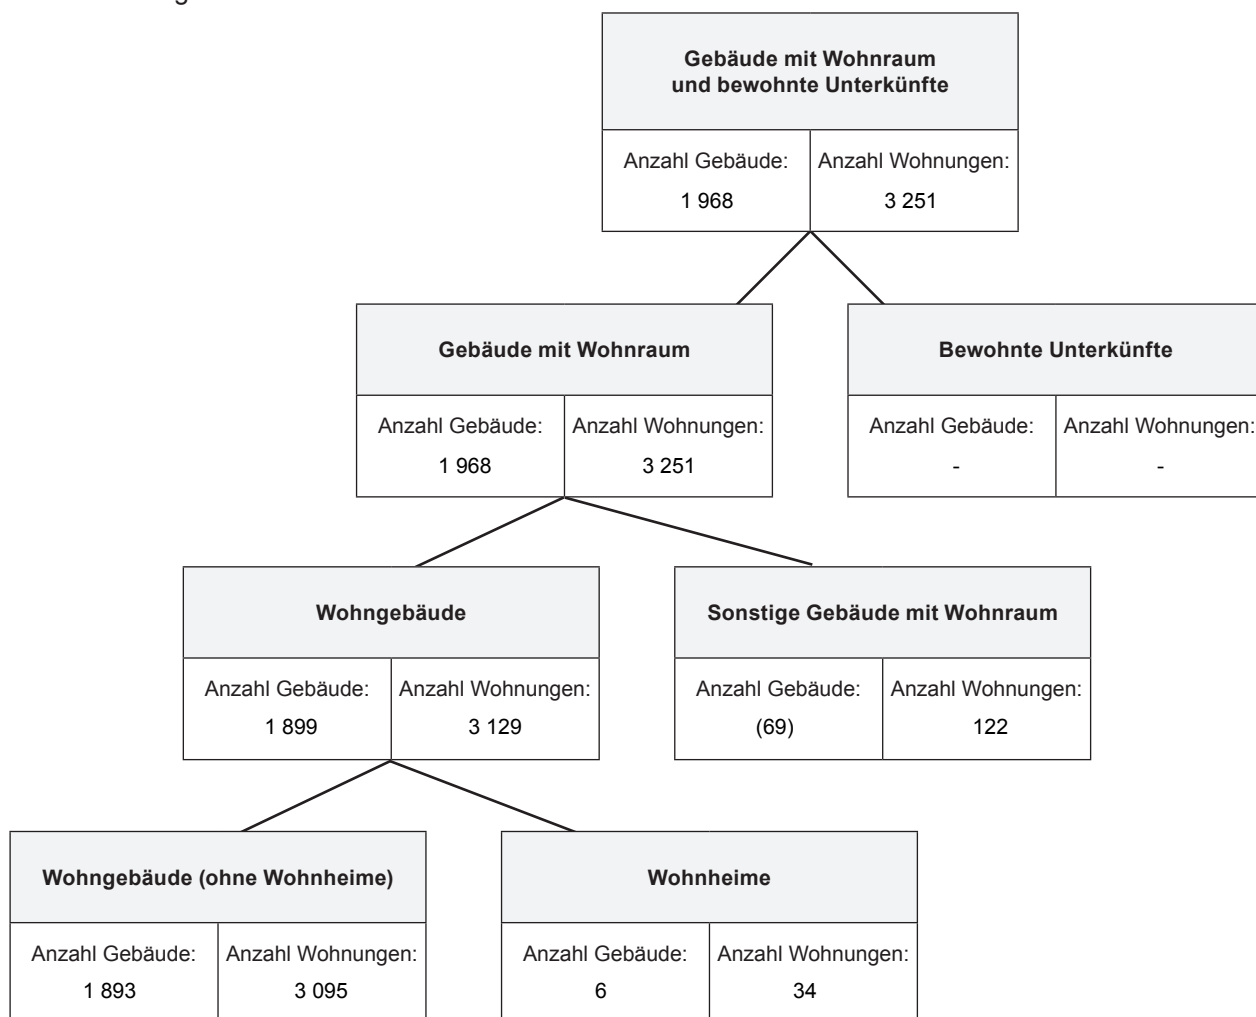 Gebäude mit Wohnraum
und bewohnte Unterkünfte
Anzahl Gebäude: Anzahl Wohnungen:
1 968 3 251
Gebäude mit Wohnraum
Anzahl Gebäude: Anzahl Wohnungen:
1 968 3 251
Bewohnte Unterkünfte
Anzahl Gebäude: Anzahl Wohnungen:
- -
Wohngebäude
Anzahl Gebäude: Anzahl Wohnungen:
1 899 3 129
Sonstige Gebäude mit Wohnraum
Anzahl Gebäude: Anzahl Wohnungen:
(69) 122
Wohngebäude (ohne Wohnheime)
Anzahl Gebäude: Anzahl Wohnungen:
1 893 3 095
Wohnheime
Anzahl Gebäude: Anzahl Wohnungen:
6 34